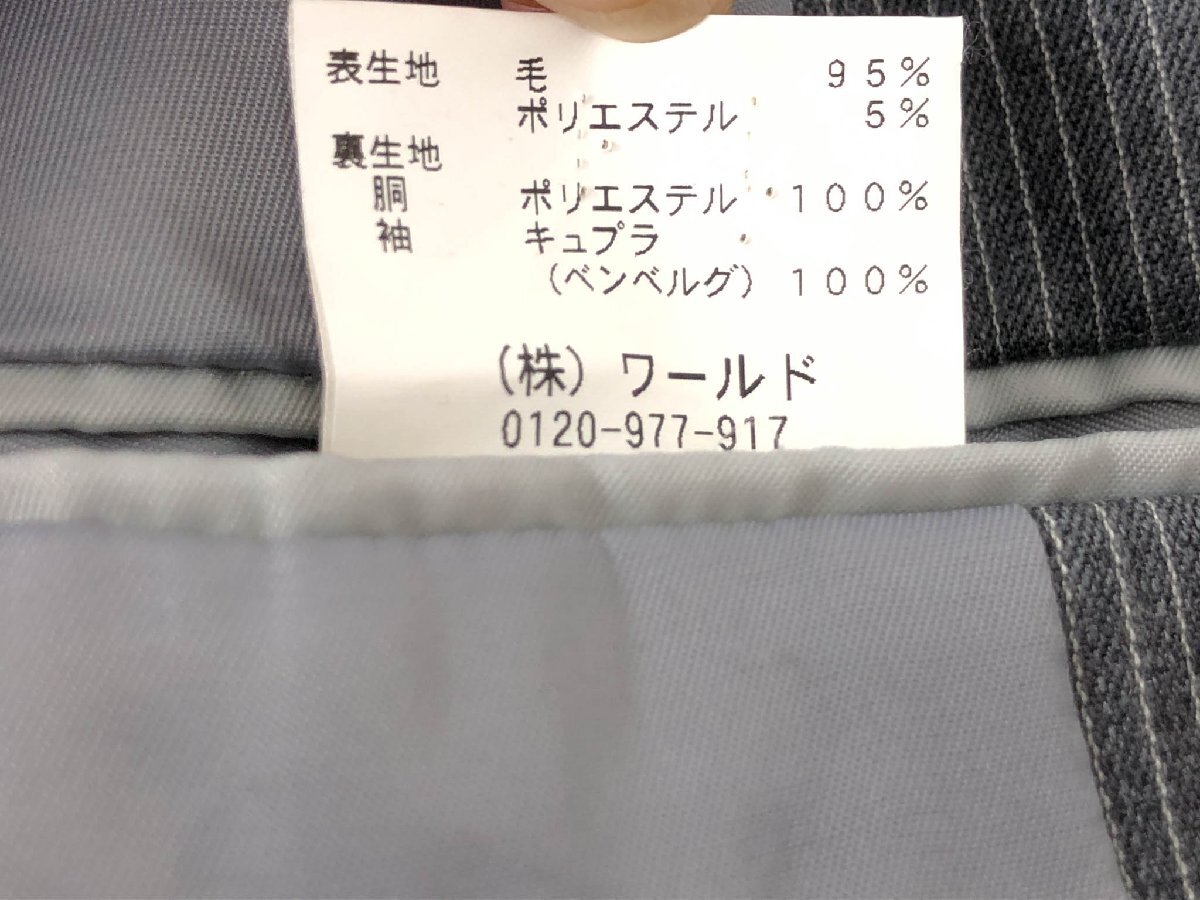 表生地 毛 95%
ポリエステル 5%
裏生地
胴 ポリエステル 100%
袖 キュプラ
(ベンベルグ) 100%
(株)ワールド
0120-977-917